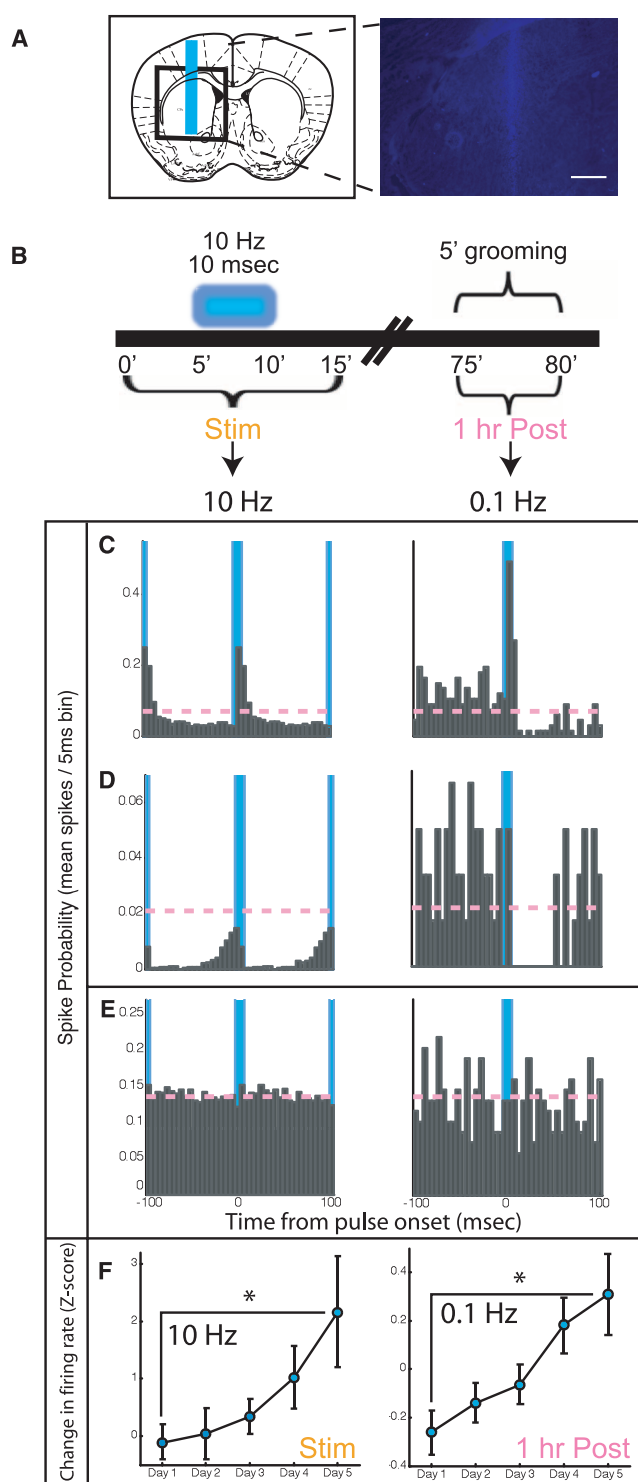 A
B
10 Hz
10 msec
5' grooming
0' 5' 10' 15' 75' 80'
Stim 1 hr Post
10 Hz 0.1 Hz
Spike Probability (mean spikes / 5ms bin)
C
0.4
0.2
0
D
0.06
0.04
0.02
0
E
0.25
0.2
0.15
0.1
0.05
0
-100 0 100 -100 0 100
Time from pulse onset (msec)
Change in firing rate (Z-score)
F
3
2
1
0
*
10 Hz
Stim
Day 1 Day 2 Day 3 Day 4 Day 5
0.4
0.2
0
-0.2
-0.4
*
0.1 Hz
1 hr Post
Day 1 Day 2 Day 3 Day 4 Day 5